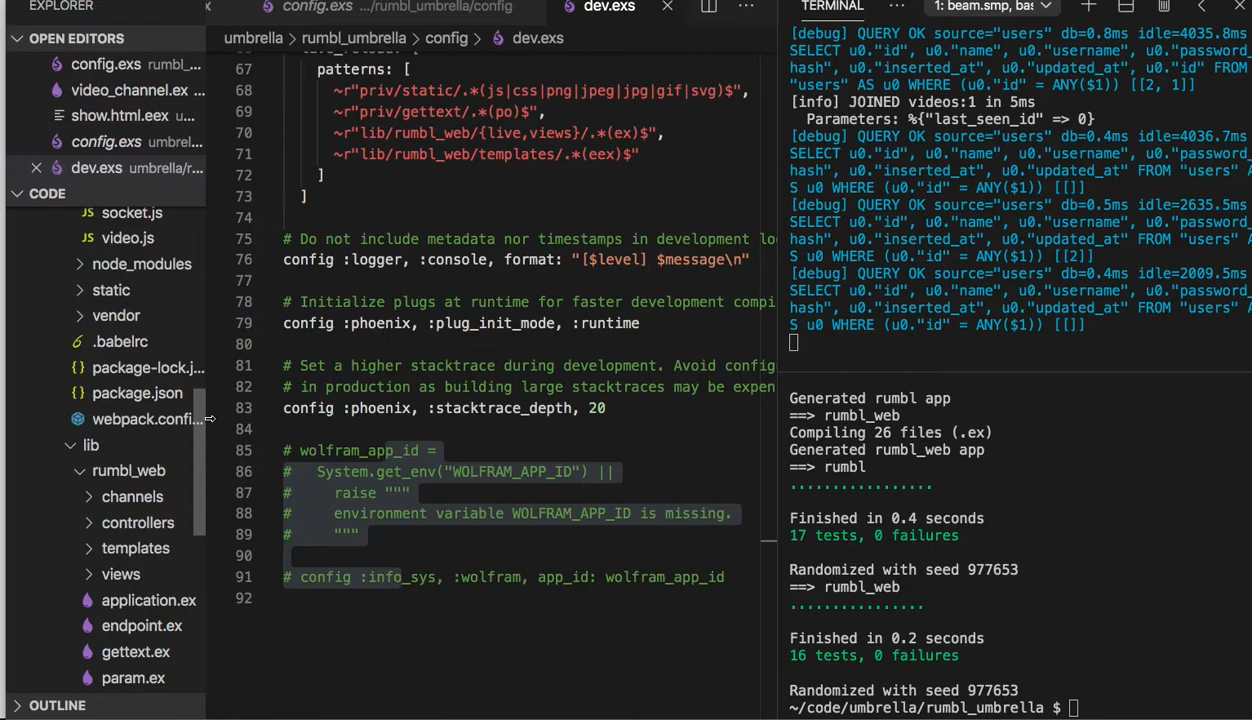 EXPLORER
OPEN EDITORS
config.exs rumbl_...
video_channel.ex ...
show.html.eex u...
config.exs umbrel...
dev.exs umbrella/r...
CODE
socket.js
video.js
node_modules
static
vendor
.babelrc
package-lock.j...
package.json
webpack.confi...
lib
rumbl_web
channels
controllers
templates
views
application.ex
endpoint.ex
gettext.ex
param.ex
OUTLINE
config.exs .../rumbl_umbrella/config
dev.exs
umbrella > rumbl_umbrella > config > dev.exs
67 patterns: [
68 ~r"priv/static/.*(js|css|png|jpeg|jpg|gif|svg)$",
69 ~r"priv/gettext/.*(po)$",
70 ~r"lib/rumbl_web/{live,views}/.*(ex)$",
71 ~r"lib/rumbl_web/templates/.*(eex)$"
72 ]
73 ]
74
75 # Do not include metadata nor timestamps in development lo
76 config :logger, :console, format: "[$level] $message\n"
77
78 # Initialize plugs at runtime for faster development compi
79 config :phoenix, :plug_init_mode, :runtime
80
81 # Set a higher stacktrace during development. Avoid config
82 # in production as building large stacktraces may be expen
83 config :phoenix, :stacktrace_depth, 20
84
85 # wolfram_app_id =
86 # System.get_env("WOLFRAM_APP_ID") ||
87 # raise """
88 # environment variable WOLFRAM_APP_ID is missing.
89 # """
90
91 # config :info_sys, :wolfram, app_id: wolfram_app_id
92
TERMINAL ... 1: beam.smp, bas
[debug] QUERY OK source="users" db=0.8ms idle=4035.8m
SELECT u0."id", u0."name", u0."username", u0."password_
hash", u0."inserted_at", u0."updated_at", u0."id" FROM
"users" AS u0 WHERE (u0."id" = ANY($1)) [[2, 1]]
[info] JOINED videos:1 in 5ms
Parameters: %{"last_seen_id" => 0}
[debug] QUERY OK source="users" db=0.4ms idle=4036.7m
SELECT u0."id", u0."name", u0."username", u0."password_
hash", u0."inserted_at", u0."updated_at" FROM "users" A
S u0 WHERE (u0."id" = ANY($1)) [[]]
[debug] QUERY OK source="users" db=0.5ms idle=2635.5m
SELECT u0."id", u0."name", u0."username", u0."password_
hash", u0."inserted_at", u0."updated_at" FROM "users" A
S u0 WHERE (u0."id" = ANY($1)) [[2]]
[debug] QUERY OK source="users" db=0.4ms idle=2009.5m
SELECT u0."id", u0."name", u0."username", u0."password_
hash", u0."inserted_at", u0."updated_at" FROM "users" A
S u0 WHERE (u0."id" = ANY($1)) [[]]
Generated rumbl app
==> rumbl_web
Compiling 26 files (.ex)
Generated rumbl_web app
==> rumbl
.................
Finished in 0.4 seconds
17 tests, 0 failures
Randomized with seed 977653
==> rumbl_web
................
Finished in 0.2 seconds
16 tests, 0 failures
Randomized with seed 977653
~/code/umbrella/rumbl_umbrella $